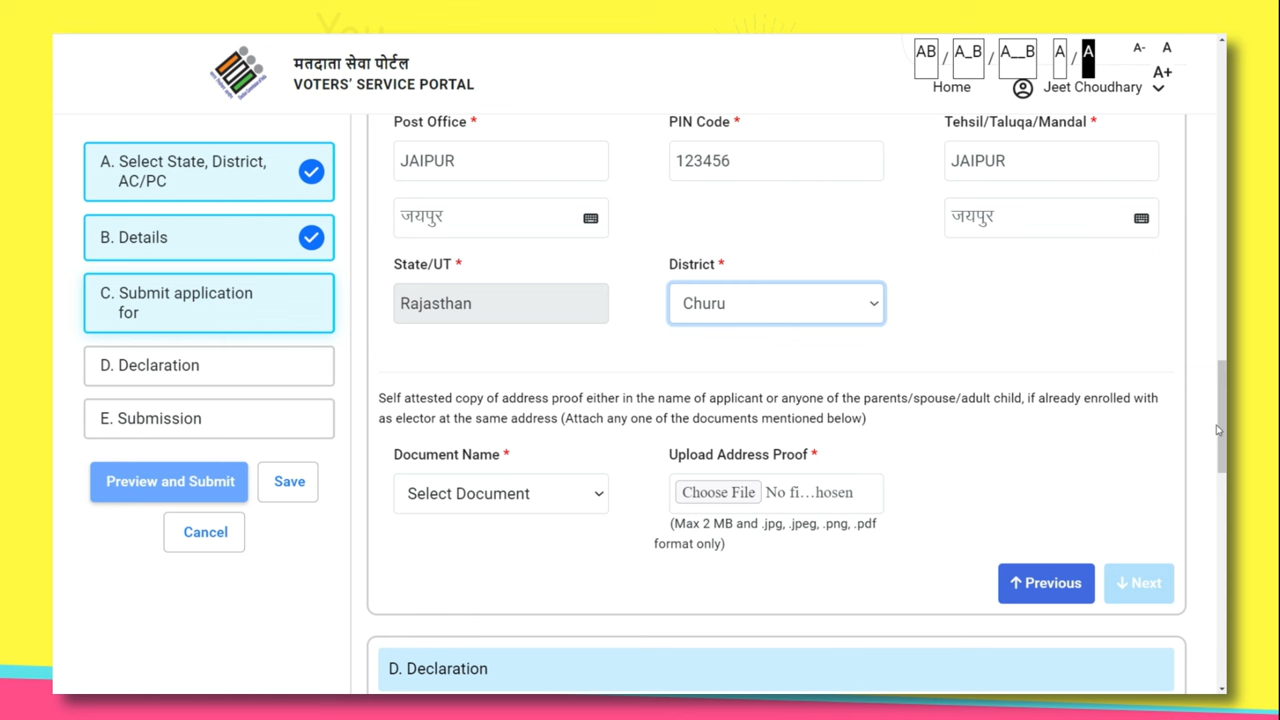 You
मतदाता सेवा पोर्टल
VOTERS' SERVICE PORTAL
AB / A_B / A__B A / A A- A A+
Home Jeet Choudhary
A. Select State, District, AC/PC
B. Details
C. Submit application for
D. Declaration
E. Submission
Preview and Submit Save
Cancel
Post Office * PIN Code * Tehsil/Taluqa/Mandal *
JAIPUR 123456 JAIPUR
जयपुर जयपुर
State/UT * District *
Rajasthan Churu
Self attested copy of address proof either in the name of applicant or anyone of the parents/spouse/adult child, if already enrolled with
as elector at the same address (Attach any one of the documents mentioned below)
Document Name * Upload Address Proof *
Select Document Choose File No fi...hosen
(Max 2 MB and .jpg, .jpeg, .png, .pdf
format only)
Previous Next
D. Declaration